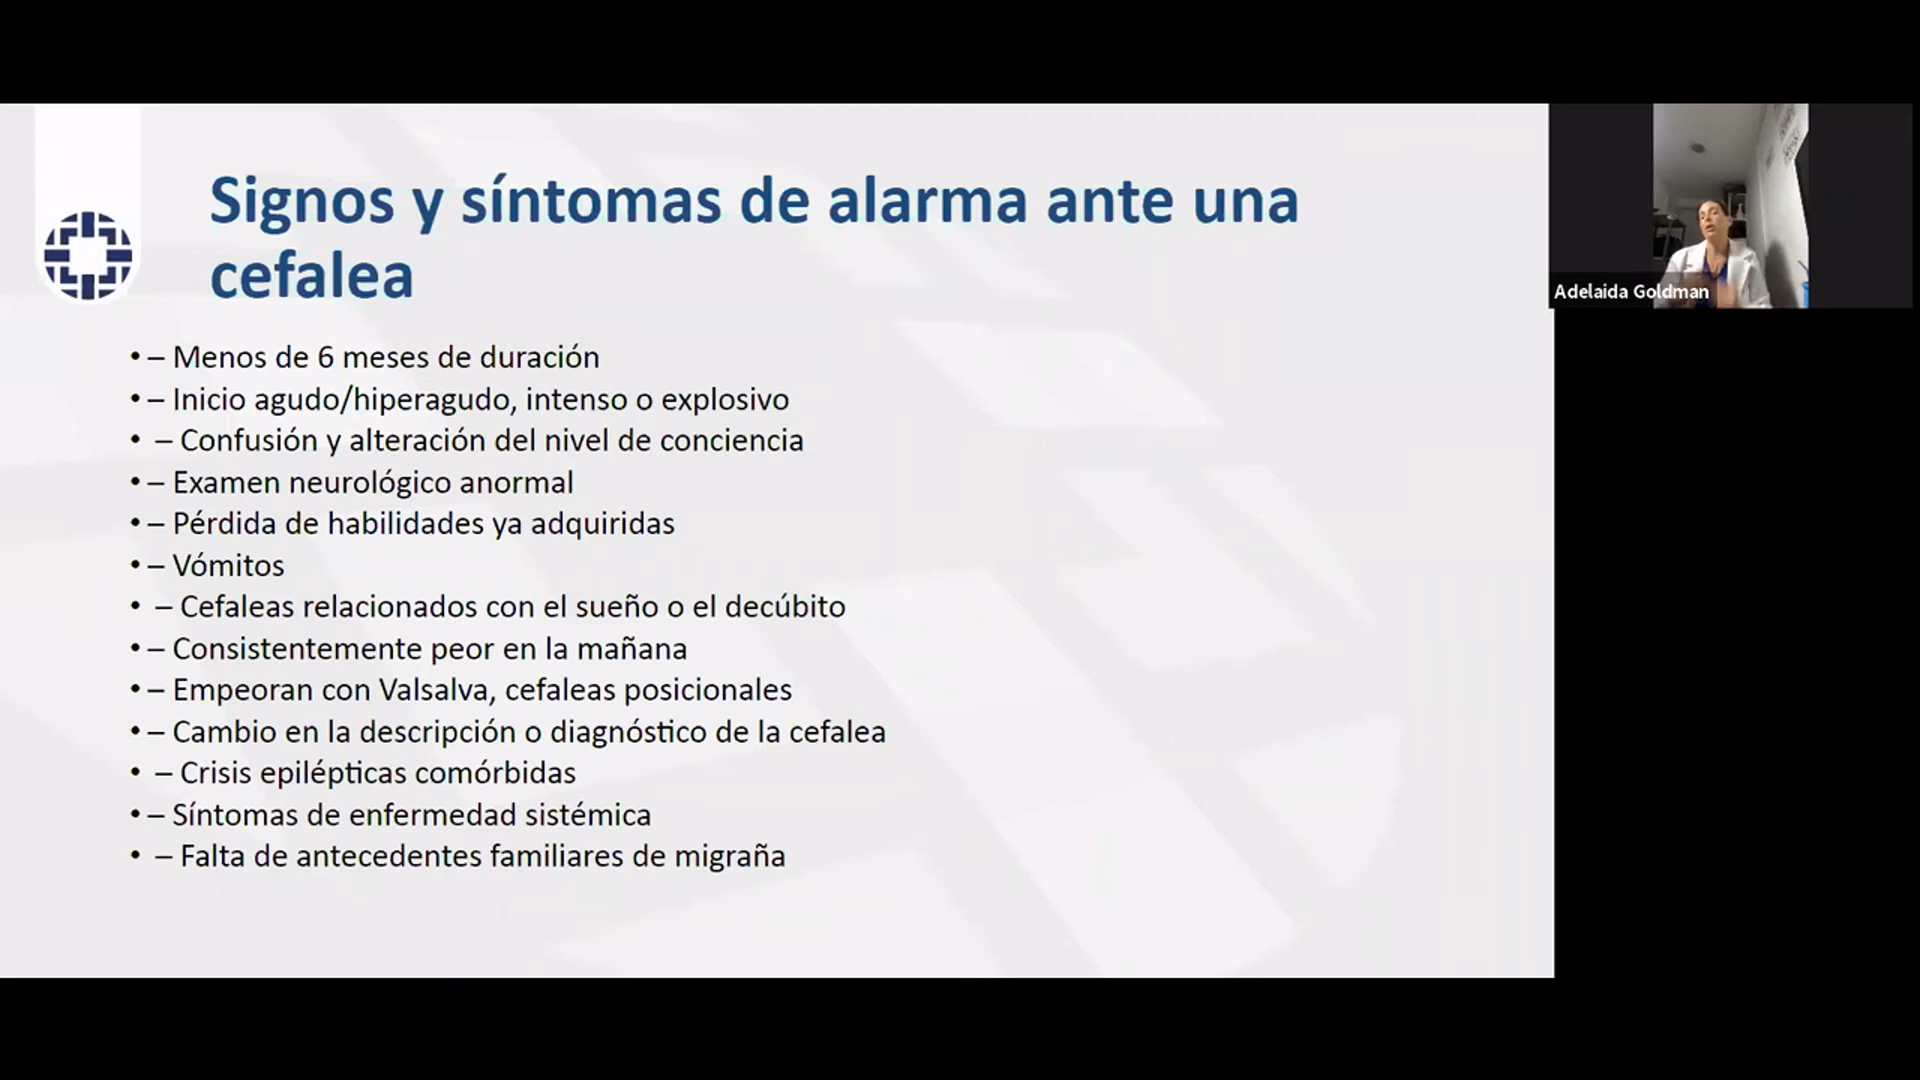 Signos y síntomas de alarma ante una
cefalea
• – Menos de 6 meses de duración
• – Inicio agudo/hiperagudo, intenso o explosivo
• – Confusión y alteración del nivel de conciencia
• – Examen neurológico anormal
• – Pérdida de habilidades ya adquiridas
• – Vómitos
• – Cefaleas relacionados con el sueño o el decúbito
• – Consistentemente peor en la mañana
• – Empeoran con Valsalva, cefaleas posicionales
• – Cambio en la descripción o diagnóstico de la cefalea
• – Crisis epilépticas comórbidas
• – Síntomas de enfermedad sistémica
• – Falta de antecedentes familiares de migraña
Adelaida Goldman